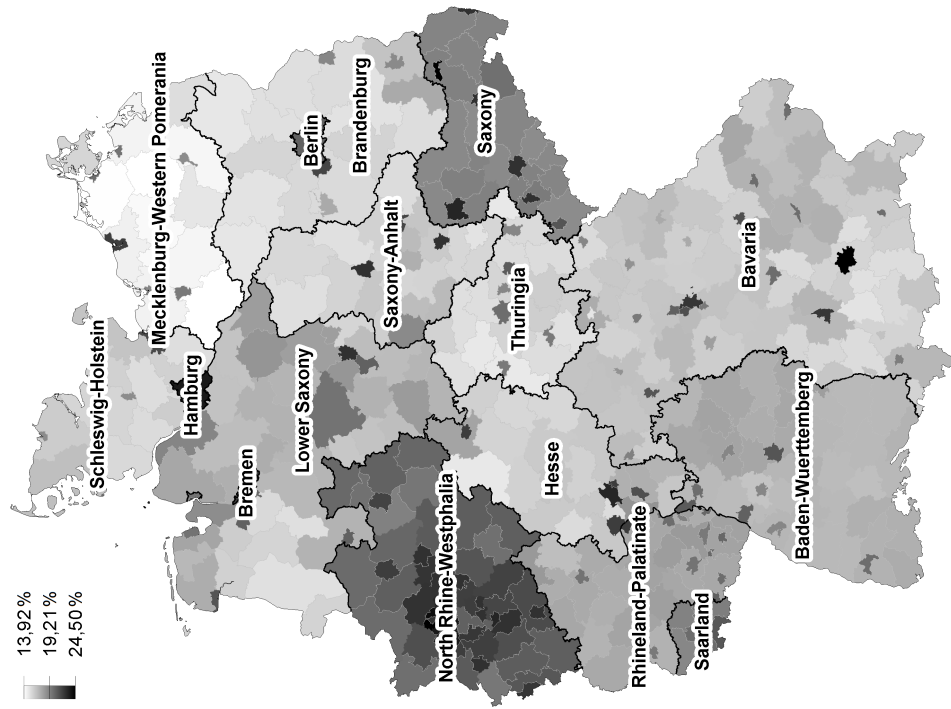 13,92 %
19,21 %
24,50 %
Schleswig-Holstein
Mecklenburg-Western Pomerania
Hamburg
Bremen
Lower Saxony
Berlin
Brandenburg
Saxony-Anhalt
North Rhine-Westphalia
Saxony
Thuringia
Hesse
Rhineland-Palatinate
Saarland
Bavaria
Baden-Wuerttemberg